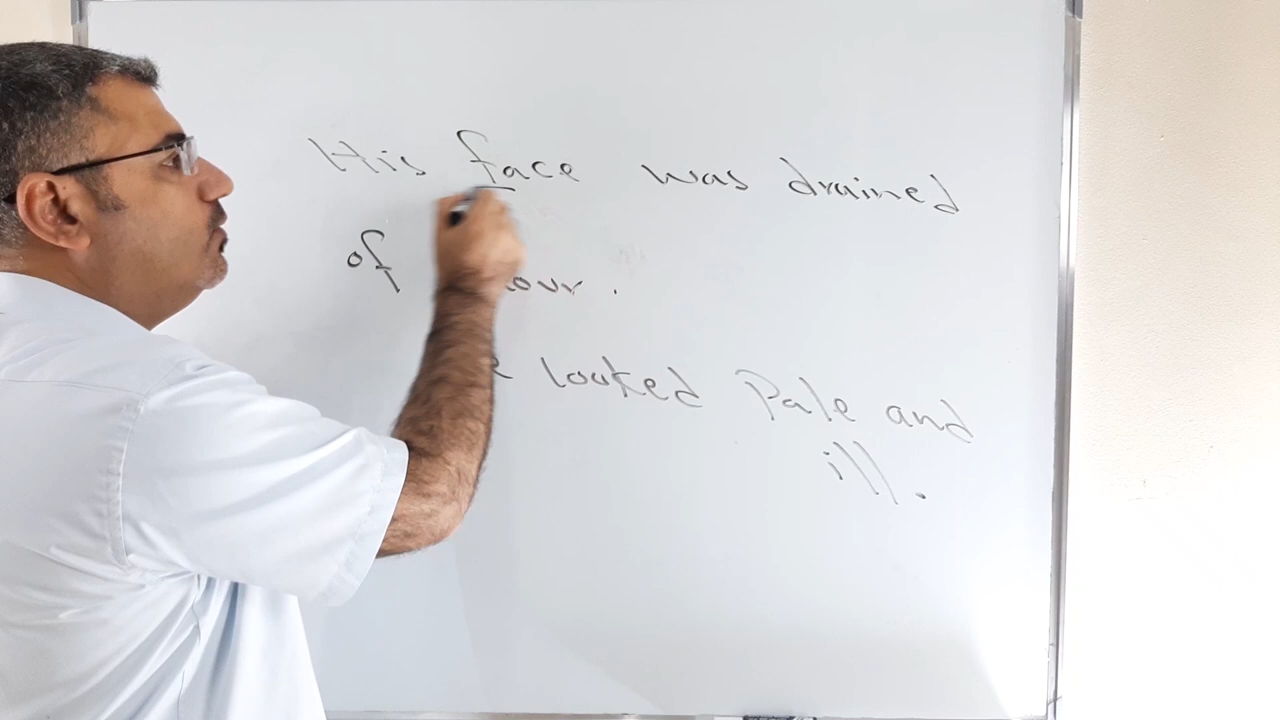 His face was drained
of
looked Pale and
ill.